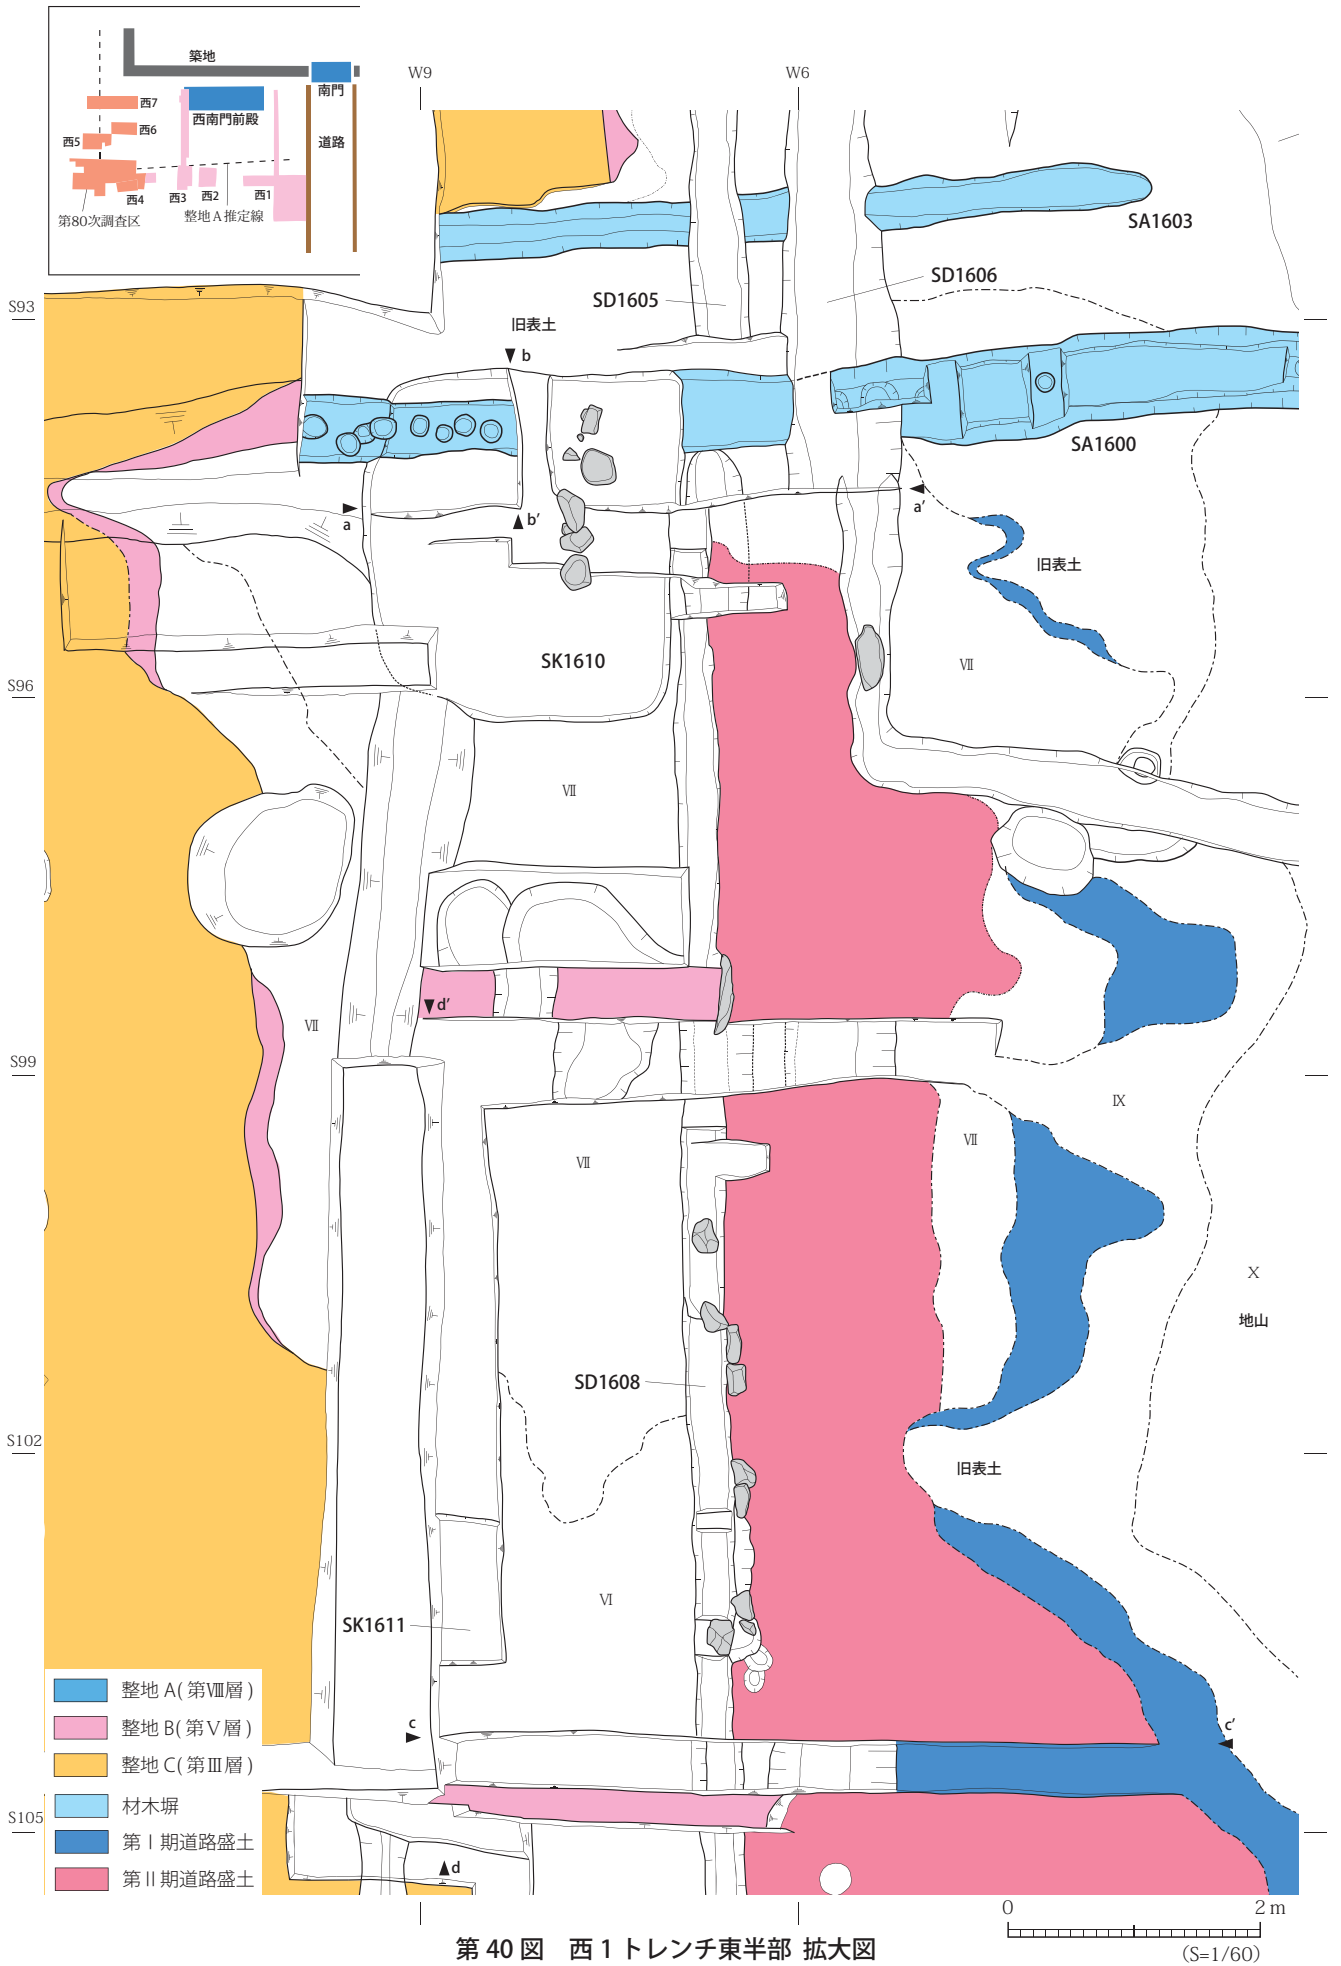 築地
南門
西7
西南門前殿
西6
道路
西5
西4
西3
西2
西1
第80次調査区
整地A推定線
W9
W6
SA1603
SD1606
SD1605
S93
旧表土
b
SA1600
a
b′
a′
旧表土
SK1610
Ⅶ
S96
Ⅶ
d′
Ⅶ
S99
Ⅸ
Ⅶ
Ⅶ
Ⅹ
地山
SD1608
S102
旧表土
Ⅵ
SK1611
整地 A( 第Ⅷ層 )
整地 B( 第Ⅴ層 )
整地 C( 第Ⅲ層 )
材木塀
第Ⅰ期道路盛土
第Ⅱ期道路盛土
c
c′
S105
d
0
2 m
(S=1/60)
第 40 図　西 1 トレンチ東半部 拡大図